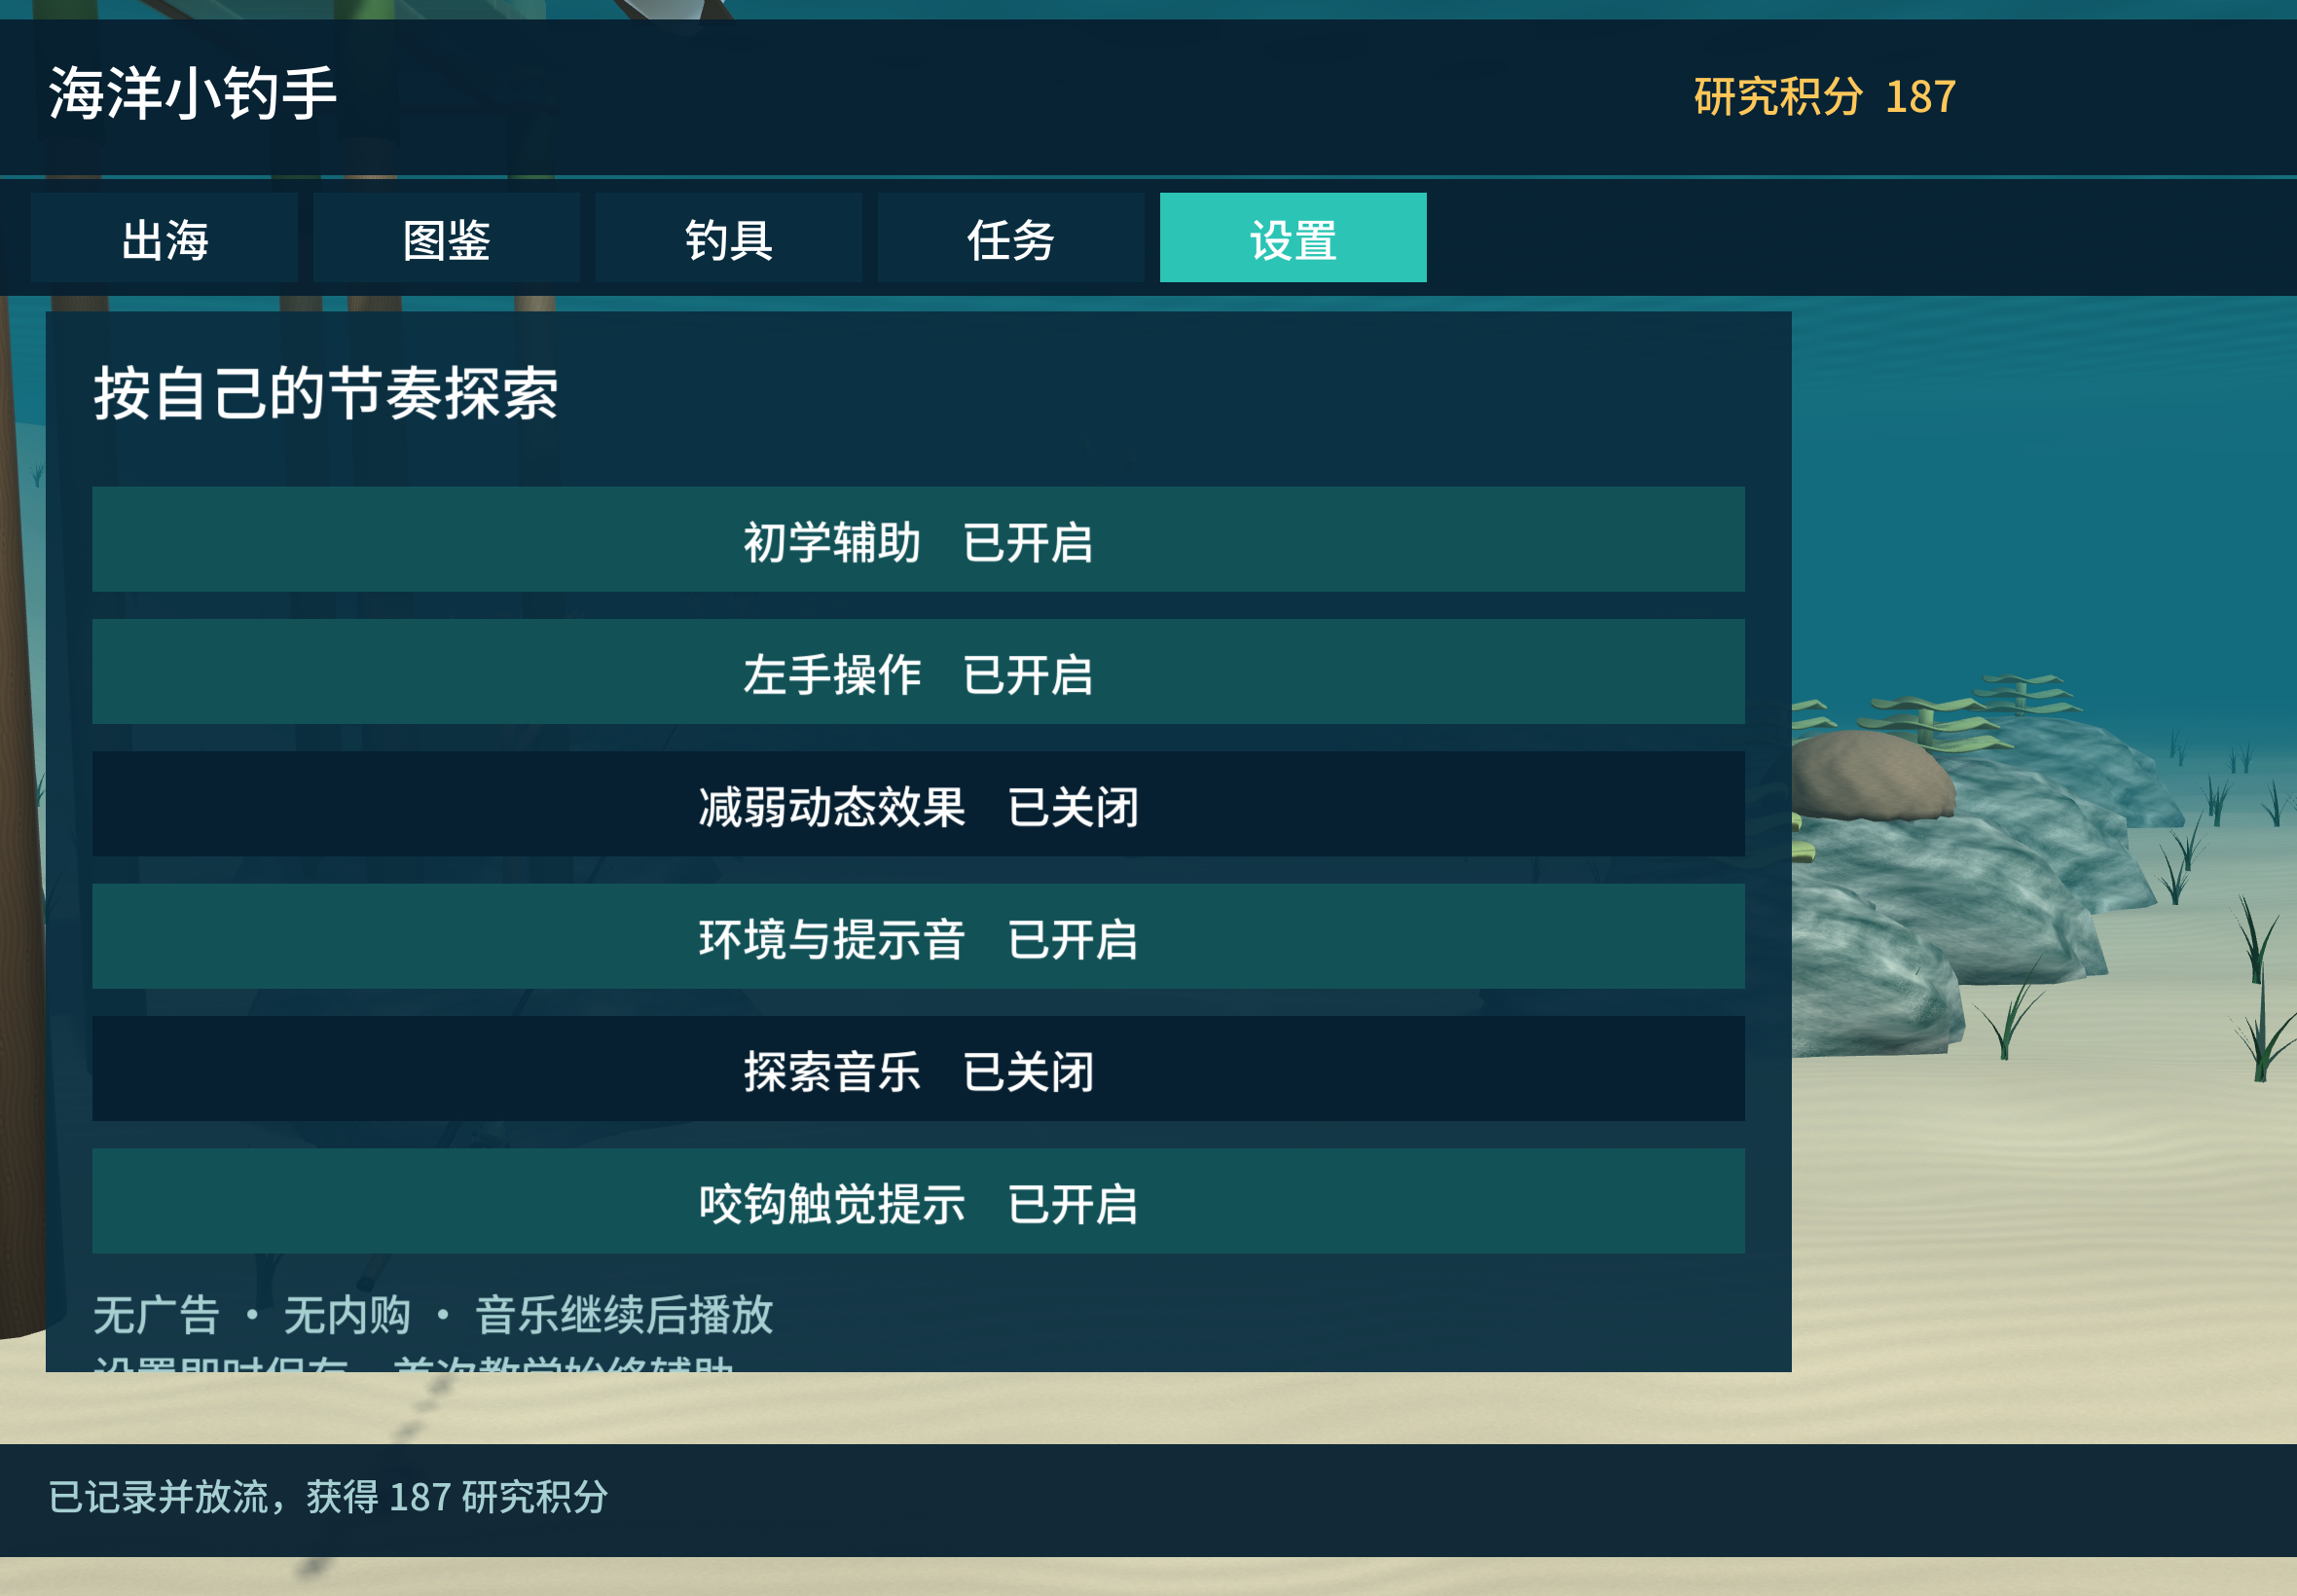 海洋小钓手
研究积分 187
出海 图鉴 钓具 任务 设置
按自己的节奏探索
初学辅助 已开启
左手操作 已开启
减弱动态效果 已关闭
环境与提示音 已开启
探索音乐 已关闭
咬钩触觉提示 已开启
无广告 · 无内购 · 音乐继续后播放
已记录并放流，获得 187 研究积分